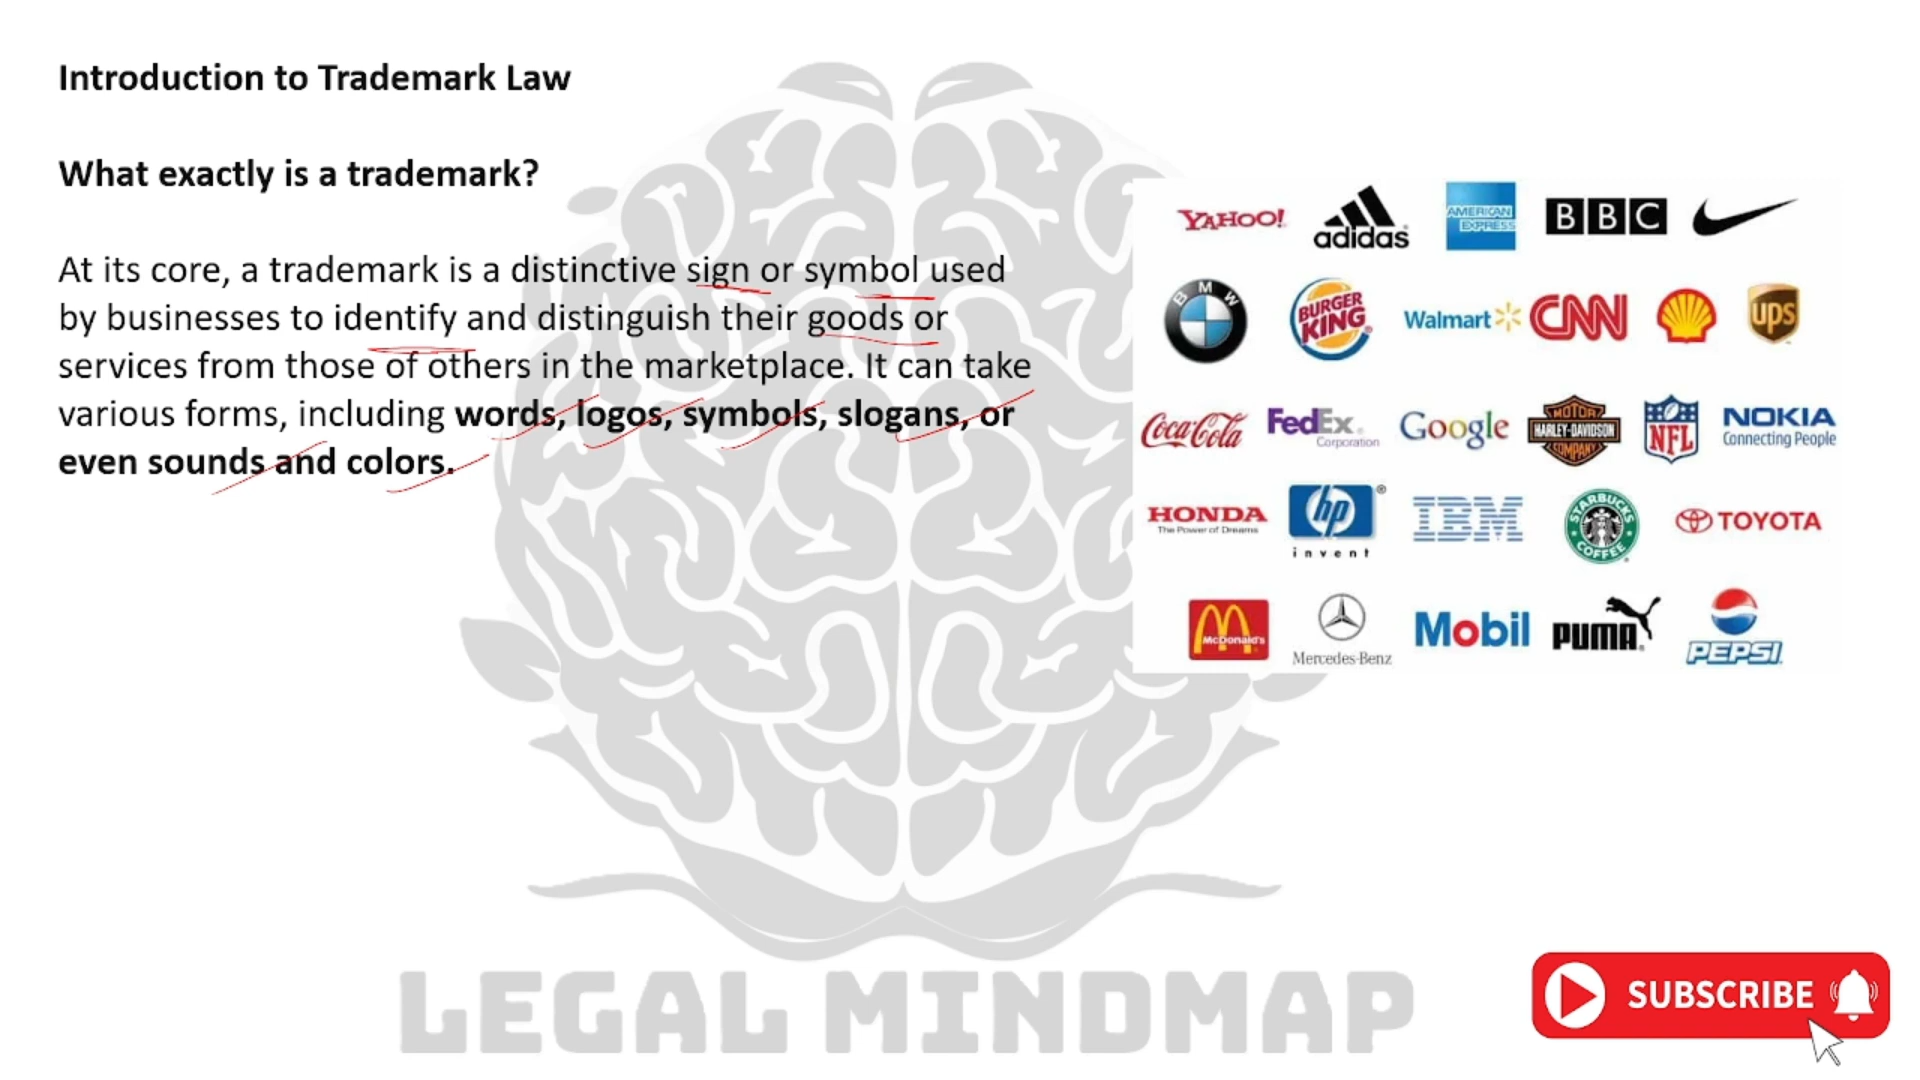 Introduction to Trademark Law
What exactly is a trademark?
At its core, a trademark is a distinctive sign or symbol used
by businesses to identify and distinguish their goods or
services from those of others in the marketplace. It can take
various forms, including words, logos, symbols, slogans, or
even sounds and colors.
YAHOO! adidas AMERICAN EXPRESS BBC
BMW BURGER KING Walmart CNN ups
Coca-Cola FedEx Corporation Google MOTOR HARLEY-DAVIDSON COMPANY NFL NOKIA Connecting People
HONDA The Power of Dreams hp ® invent IBM STARBUCKS COFFEE TOYOTA
McDonald's Mercedes-Benz Mobil PUMA PEPSI
LEGAL MINDMAP
SUBSCRIBE